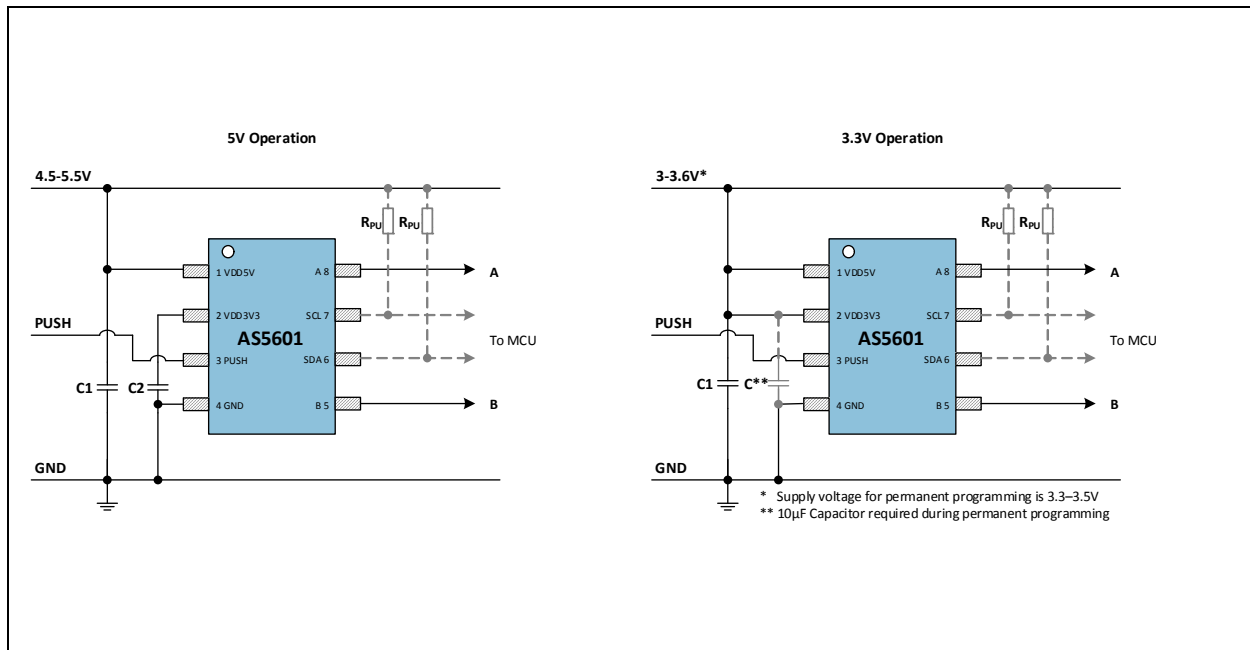 5V Operation
4.5-5.5V
RPU RPU
1 VDD5V
A 8
A
2 VDD3V3
SCL 7
PUSH
AS5601
To MCU
3 PUSH
SDA 6
C1
C2
4 GND
B 5
B
GND
3.3V Operation
3-3.6V*
RPU RPU
1 VDD5V
A 8
A
2 VDD3V3
SCL 7
PUSH
AS5601
To MCU
3 PUSH
SDA 6
C1
C**
4 GND
B 5
B
GND
* Supply voltage for permanent programming is 3.3–3.5V
** 10µF Capacitor required during permanent programming